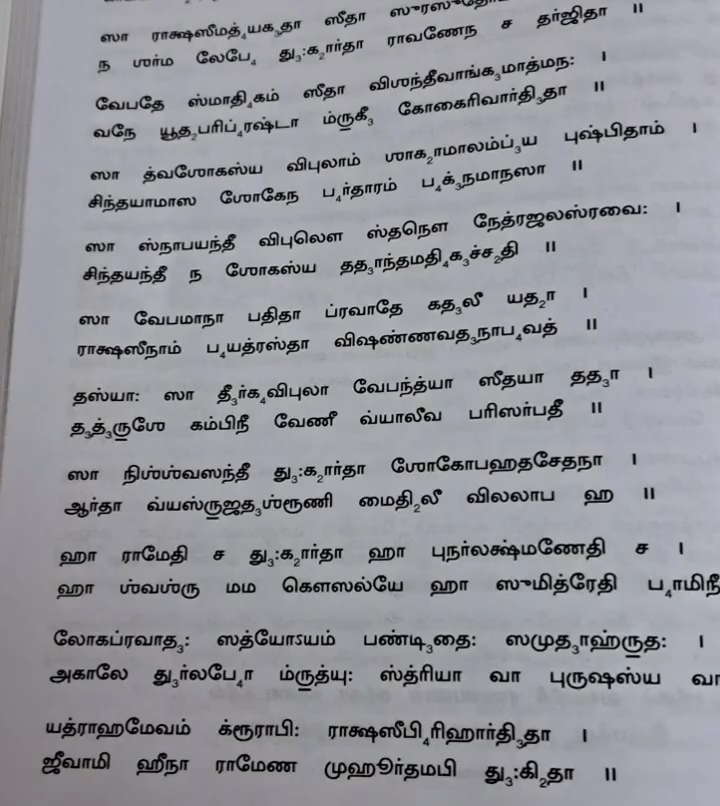 ஸா ராக்ஷஸீமத்₄யக₃தா ஸீதா
ந ஶர்ம லேபே₄ து₃:கா₂ர்தா ராவணேந ச தர்ஜிதா ॥
வேபதே ஸ்மாதி₄கம் ஸீதா விஶந்தீவாங்க₃மாத்மந: ।
வநே யூத₂பரிப்₄ரஷ்டா ம்ருகீ₃ கோகைரிவார்தி₃தா ॥
ஸா த்வஶோகஸ்ய விபுலாம் ஶாகா₂மாலம்ப்₃ய புஷ்பிதாம் ।
சிந்தயாமாஸ ஶோகேந ப₄ர்தாரம் ப₄க்₃நமாநஸா ॥
ஸா ஸ்நாபயந்தீ விபுலௌ ஸ்தநௌ நேத்ரஜலஸ்ரவை: ।
சிந்தயந்தீ ந ஶோகஸ்ய ததா₃ந்தமதி₄க₃ச்ச₂தி ॥
ஸா வேபமாநா பதிதா ப்ரவாதே கத₃லீ யதா₂ ।
ராக்ஷஸீநாம் ப₄யத்ரஸ்தா விஷண்ணவத₃நாப₄வத் ॥
தஸ்யா: ஸா தீ₃ர்க₄விபுலா வேபந்த்யா ஸீதயா ததா₃ ।
த₃த்₃ருஶே கம்பிநீ வேணீ வ்யாலீவ பரிஸர்பதீ ॥
ஸா நிஶ்ஶ்வஸந்தீ து₃:கா₂ர்தா ஶோகோபஹதசேதநா ।
ஆர்தா வ்யஸ்ருஜத₃ஶ்ரூணி மைதி₂லீ விலலாப ஹ ॥
ஹா ராமேதி ச து₃:கா₂ர்தா ஹா புநர்லக்ஷ்மணேதி ச ।
ஹா ஶ்வஶ்ரு மம கௌஸல்யே ஹா ஸுமித்ரேதி பா₄மிநீ
லோகப்ரவாத₃: ஸத்யோऽயம் பண்டி₃தை: ஸமுதா₃ஹ்ருத: ।
அகாலே து₃ர்லபோ₄ ம்ருத்யு: ஸ்த்ரியா வா புருஷஸ்ய வா
யத்ராஹமேவம் க்ரூராபி: ராக்ஷஸீபி₄ரிஹார்தி₃தா ।
ஜீவாமி ஹீநா ராமேண முஹூர்தமபி து₃:கி₂தா ॥